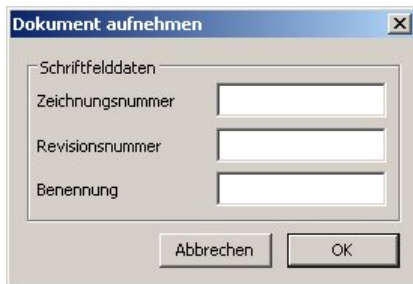 Dokument aufnehmen
Schriftfelddaten
Zeichnungsnummer
Revisionsnummer
Benennung
Abbrechen OK